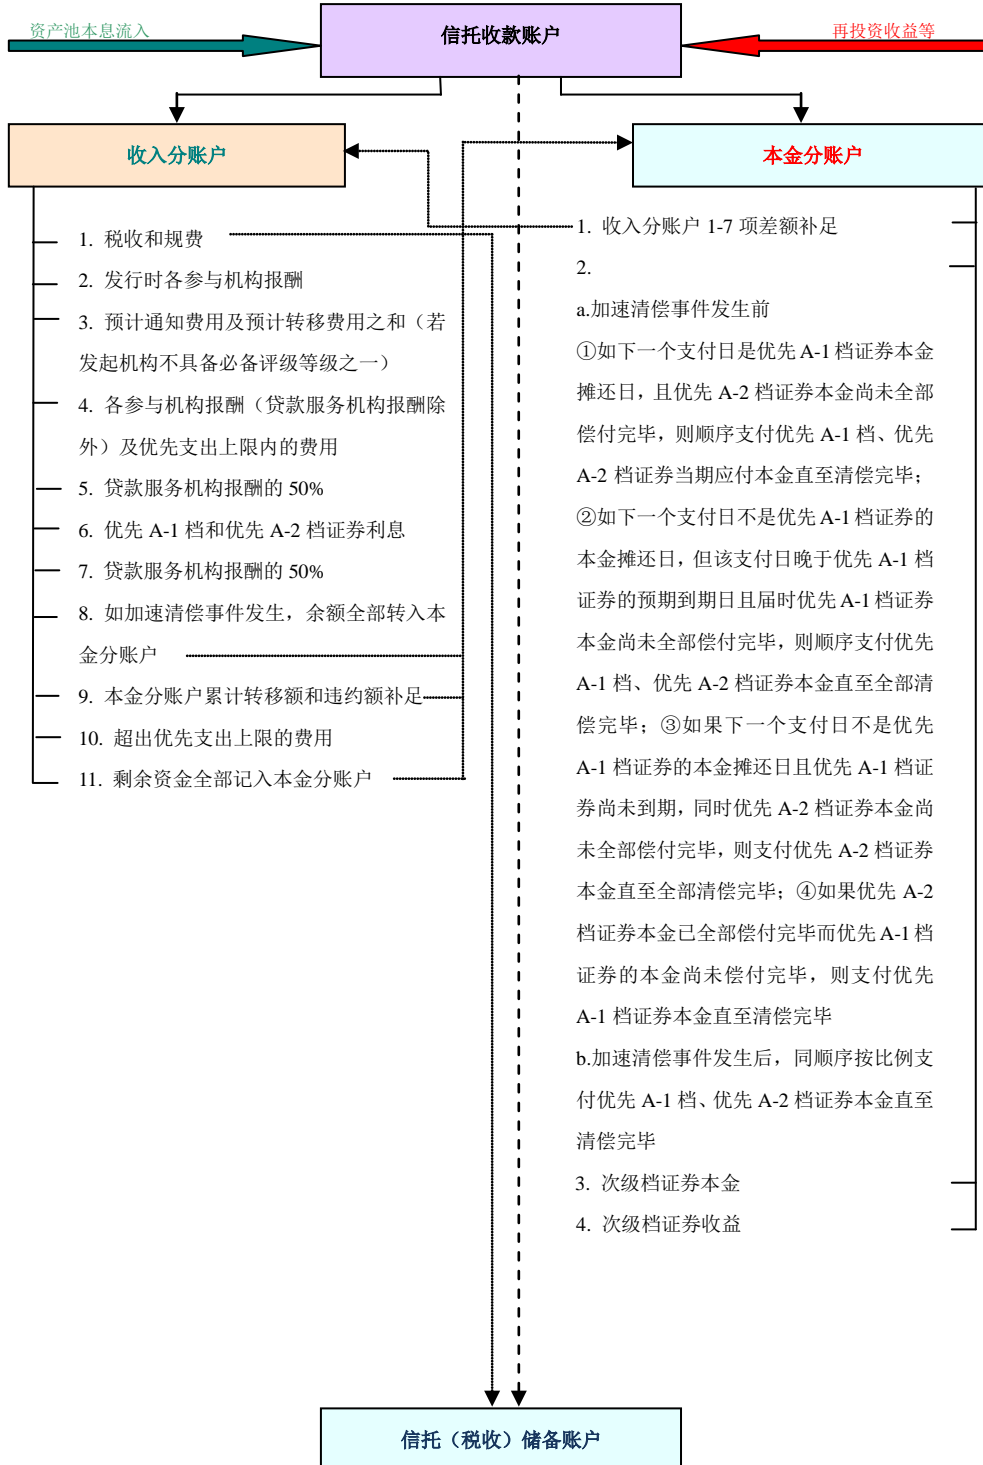 资产池本息流入
信托收款账户
再投资收益等
收入分账户
本金分账户
1. 税收和规费
2. 发行时各参与机构报酬
3. 预计通知费用及预计转移费用之和（若
发起机构不具备必备评级等级之一）
4. 各参与机构报酬（贷款服务机构报酬除
外）及优先支出上限内的费用
5. 贷款服务机构报酬的 50%
6. 优先 A-1 档和优先 A-2 档证券利息
7. 贷款服务机构报酬的 50%
8. 如加速清偿事件发生，余额全部转入本
金分账户
9. 本金分账户累计转移额和违约额补足
10. 超出优先支出上限的费用
11. 剩余资金全部记入本金分账户
1. 收入分账户 1-7 项差额补足
2.
a.加速清偿事件发生前
①如下一个支付日是优先 A-1 档证券本金
摊还日，且优先 A-2 档证券本金尚未全部
偿付完毕，则顺序支付优先 A-1 档、优先
A-2 档证券当期应付本金直至清偿完毕；
②如下一个支付日不是优先 A-1 档证券的
本金摊还日，但该支付日晚于优先 A-1 档
证券的预期到期日且届时优先 A-1 档证券
本金尚未全部偿付完毕，则顺序支付优先
A-1 档、优先 A-2 档证券本金直至全部清
偿完毕；③如果下一个支付日不是优先
A-1 档证券的本金摊还日且优先 A-1 档证
券尚未到期，同时优先 A-2 档证券本金尚
未全部偿付完毕，则支付优先 A-2 档证券
本金直至全部清偿完毕；④如果优先 A-2
档证券本金已全部偿付完毕而优先 A-1 档
证券的本金尚未偿付完毕，则支付优先
A-1 档证券本金直至清偿完毕
b.加速清偿事件发生后，同顺序按比例支
付优先 A-1 档、优先 A-2 档证券本金直至
清偿完毕
3. 次级档证券本金
4. 次级档证券收益
信托（税收）储备账户